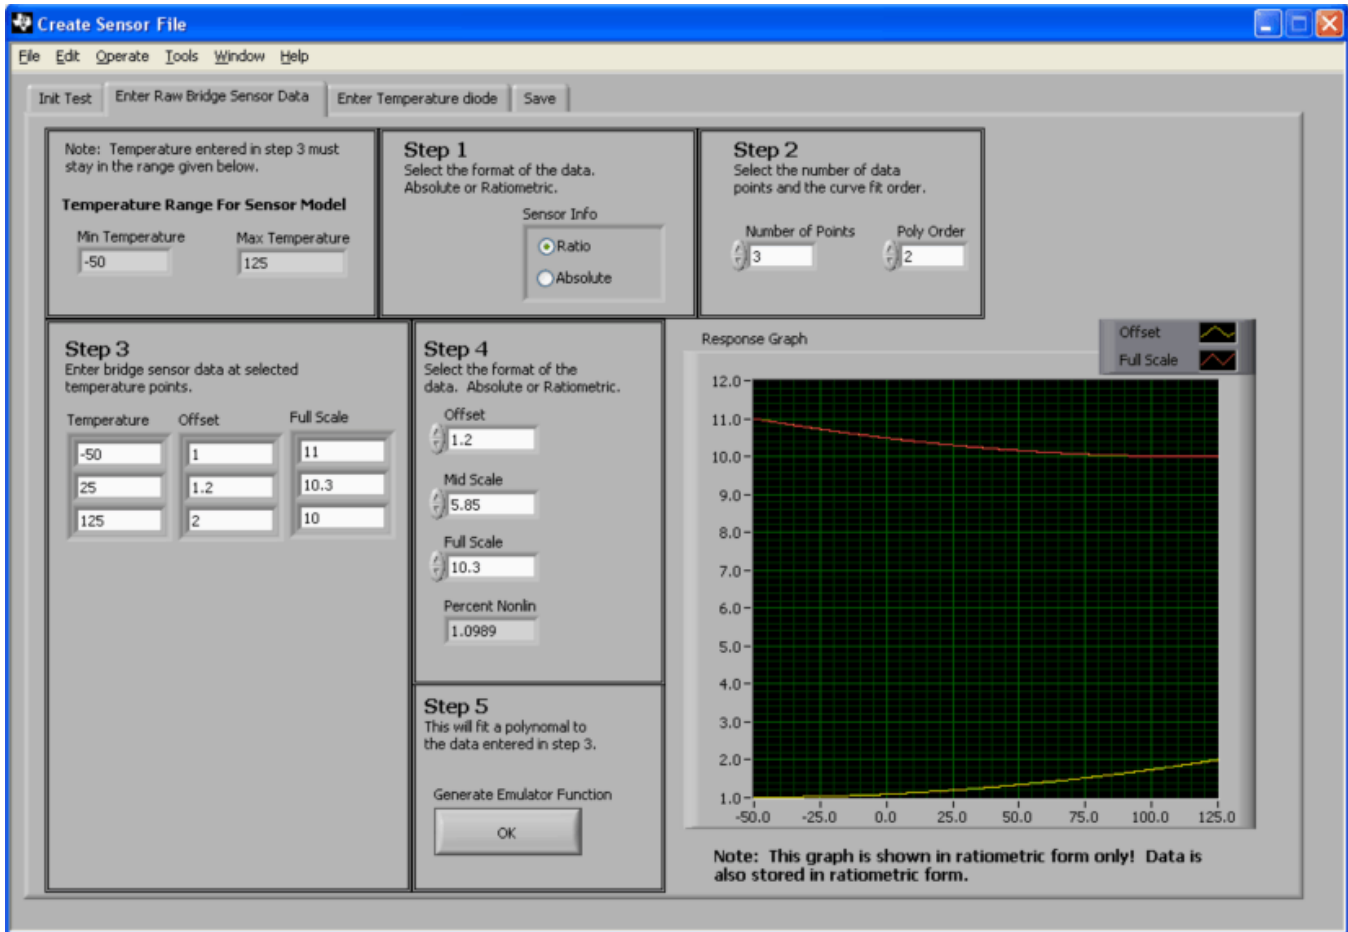 Create Sensor File
File Edit Operate Tools Window Help
Init Test Enter Raw Bridge Sensor Data Enter Temperature diode Save
Note: Temperature entered in step 3 must
stay in the range given below.
Temperature Range For Sensor Model
Min Temperature Max Temperature
-50 125
Step 1
Select the format of the data.
Absolute or Ratiometric.
Sensor Info
Ratio
Absolute
Step 2
Select the number of data
points and the curve fit order.
Number of Points Poly Order
3 2
Step 3
Enter bridge sensor data at selected
temperature points.
Temperature Offset Full Scale
-50 1 11
25 1.2 10.3
125 2 10
Step 4
Select the format of the
data. Absolute or Ratiometric.
Offset
1.2
Mid Scale
5.85
Full Scale
10.3
Percent Nonlin
1.0989
Step 5
This will fit a polynomal to
the data entered in step 3.
Generate Emulator Function
OK
Response Graph
Offset
Full Scale
12.0
11.0
10.0
9.0
8.0
7.0
6.0
5.0
4.0
3.0
2.0
1.0
-50.0 -25.0 0.0 25.0 50.0 75.0 100.0 125.0
Note: This graph is shown in ratiometric form only! Data is
also stored in ratiometric form.